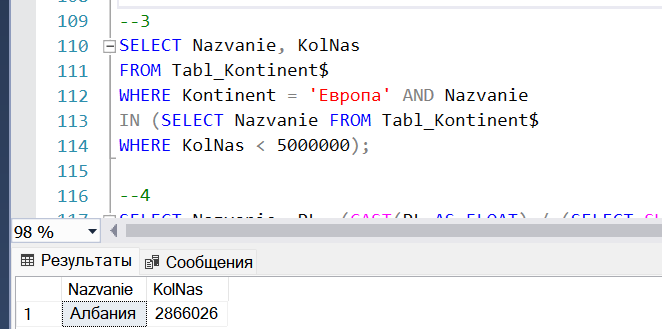 109 --3
110 SELECT Nazvanie, KolNas
111 FROM Tabl_Kontinent$
112 WHERE Kontinent = 'Европа' AND Nazvanie
113 IN (SELECT Nazvanie FROM Tabl_Kontinent$
114 WHERE KolNas < 5000000);
115
116 --4
98 %
Результаты Сообщения
Nazvanie KolNas
1 Албания 2866026